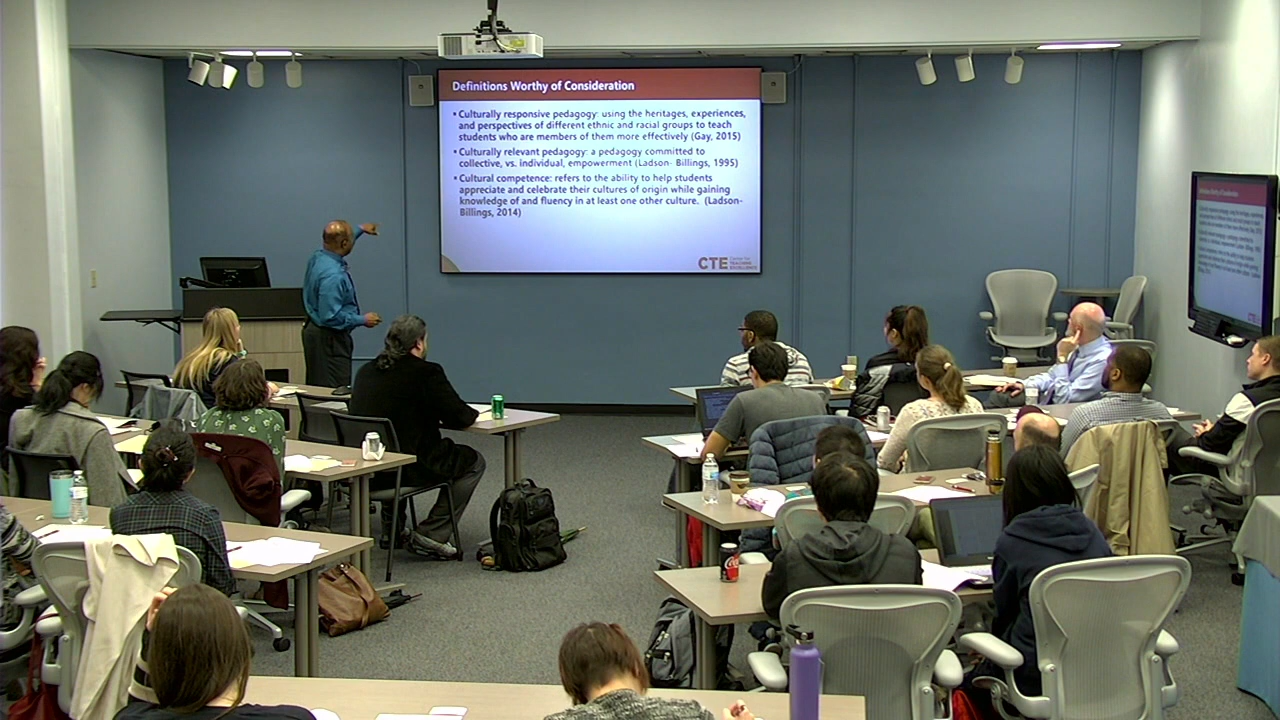 Definitions Worthy of Consideration
• Culturally responsive pedagogy: using the heritages, experiences,
and perspectives of different ethnic and racial groups to teach
students who are members of them more effectively (Gay, 2015)
• Culturally relevant pedagogy: a pedagogy committed to
collective, vs. individual, empowerment (Ladson- Billings, 1995)
• Cultural competence: refers to the ability to help students
appreciate and celebrate their cultures of origin while gaining
knowledge of and fluency in at least one other culture. (Ladson-
Billings, 2014)
CTE
TEACHING
EXCELLENCE